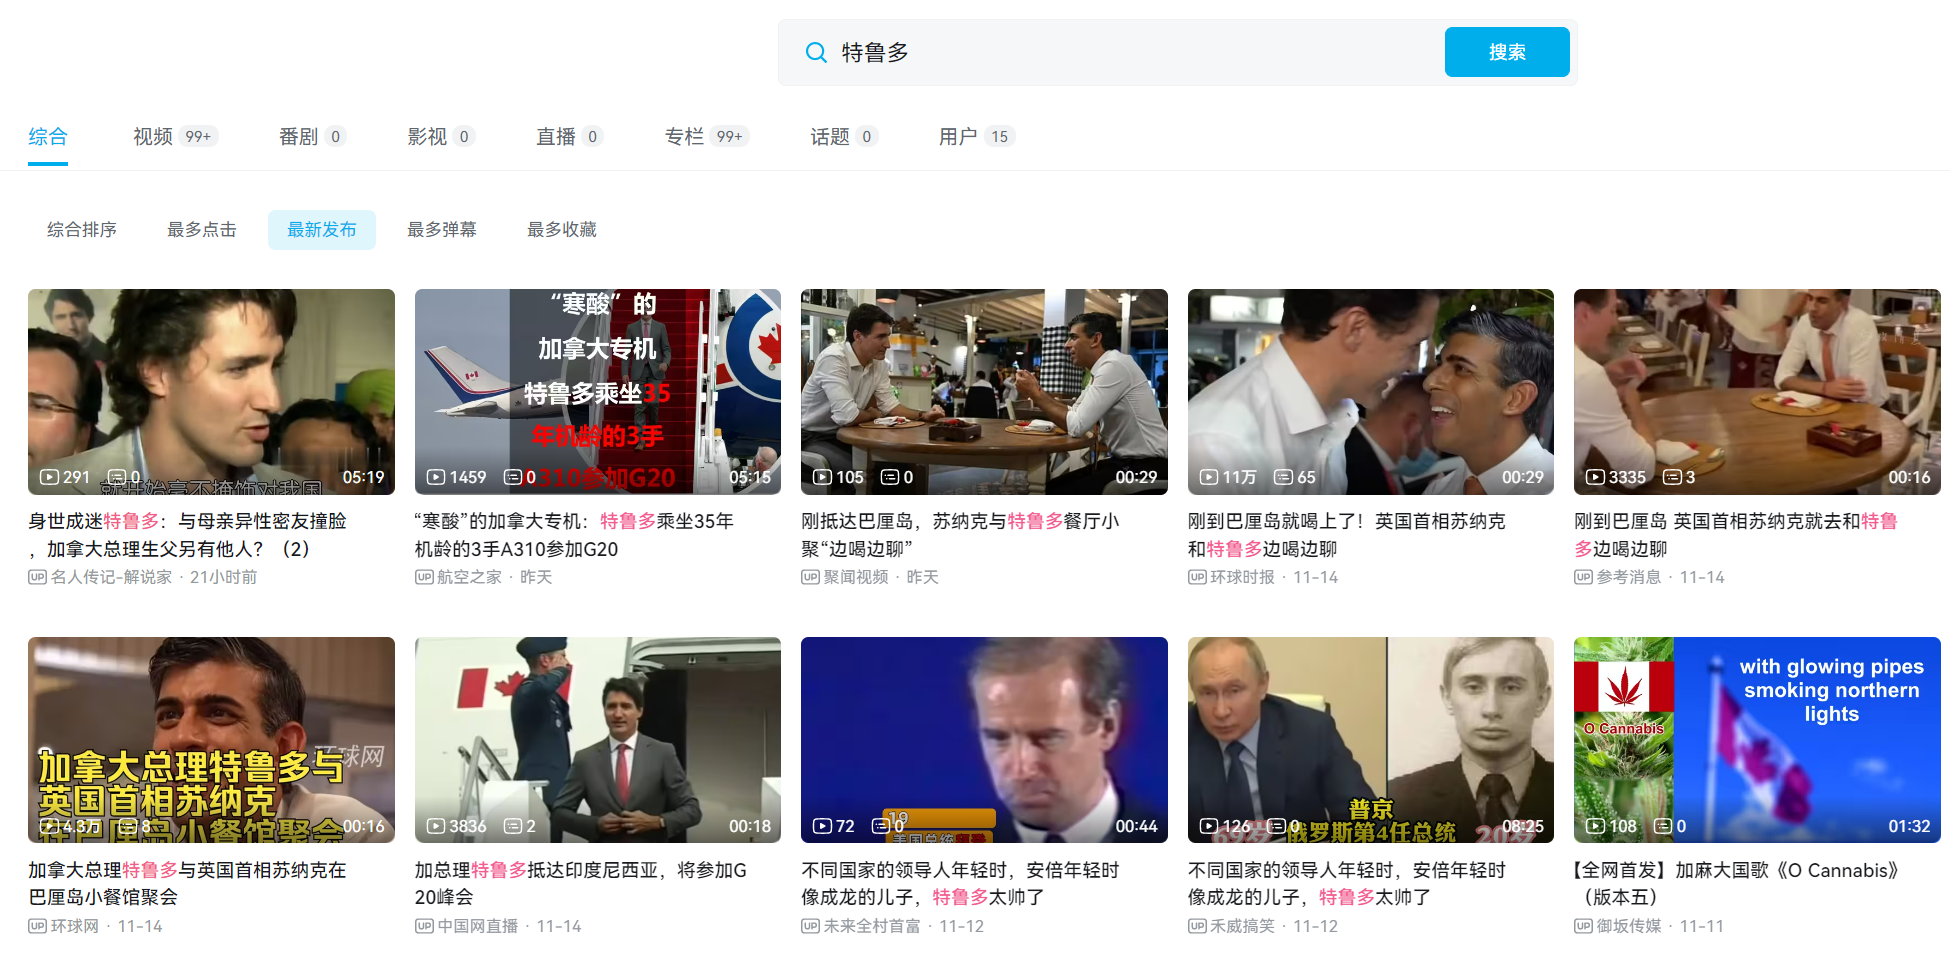 特鲁多
搜索
综合
视频 99+
番剧 0
影视 0
直播 0
专栏 99+
话题 0
用户 15
综合排序
最多点击
最新发布
最多弹幕
最多收藏
291 0 05:19
身世成迷特鲁多：与母亲异性密友撞脸
，加拿大总理生父另有他人？（2）
UP 名人传记-解说家 · 21小时前
“寒酸”的
加拿大专机
特鲁多乘坐35
年机龄的3手
A310参加G20
1459 0 05:15
“寒酸”的加拿大专机：特鲁多乘坐35年
机龄的3手A310参加G20
UP 航空之家 · 昨天
105 0 00:29
刚抵达巴厘岛，苏纳克与特鲁多餐厅小
聚“边喝边聊”
UP 聚闻视频 · 昨天
11万 65 00:29
刚到巴厘岛就喝上了！英国首相苏纳克
和特鲁多边喝边聊
UP 环球时报 · 11-14
3335 3 00:16
刚到巴厘岛 英国首相苏纳克就去和特鲁
多边喝边聊
UP 参考消息 · 11-14
环球网
加拿大总理特鲁多与
英国首相苏纳克
在巴厘岛小餐馆聚会
4.3万 8 00:16
加拿大总理特鲁多与英国首相苏纳克在
巴厘岛小餐馆聚会
UP 环球网 · 11-14
3836 2 00:18
加总理特鲁多抵达印度尼西亚，将参加G
20峰会
UP 中国网直播 · 11-14
19
美国总统
72 0 00:44
不同国家的领导人年轻时，安倍年轻时
像成龙的儿子，特鲁多太帅了
UP 未来全村首富 · 11-12
普京
俄罗斯第4任总统
69岁
20岁
126 0 08:25
不同国家的领导人年轻时，安倍年轻时
像成龙的儿子，特鲁多太帅了
UP 禾威搞笑 · 11-12
O Cannabis
with glowing pipes
smoking northern
lights
108 0 01:32
【全网首发】加麻大国歌《O Cannabis》
（版本五）
UP 御坂传媒 · 11-11